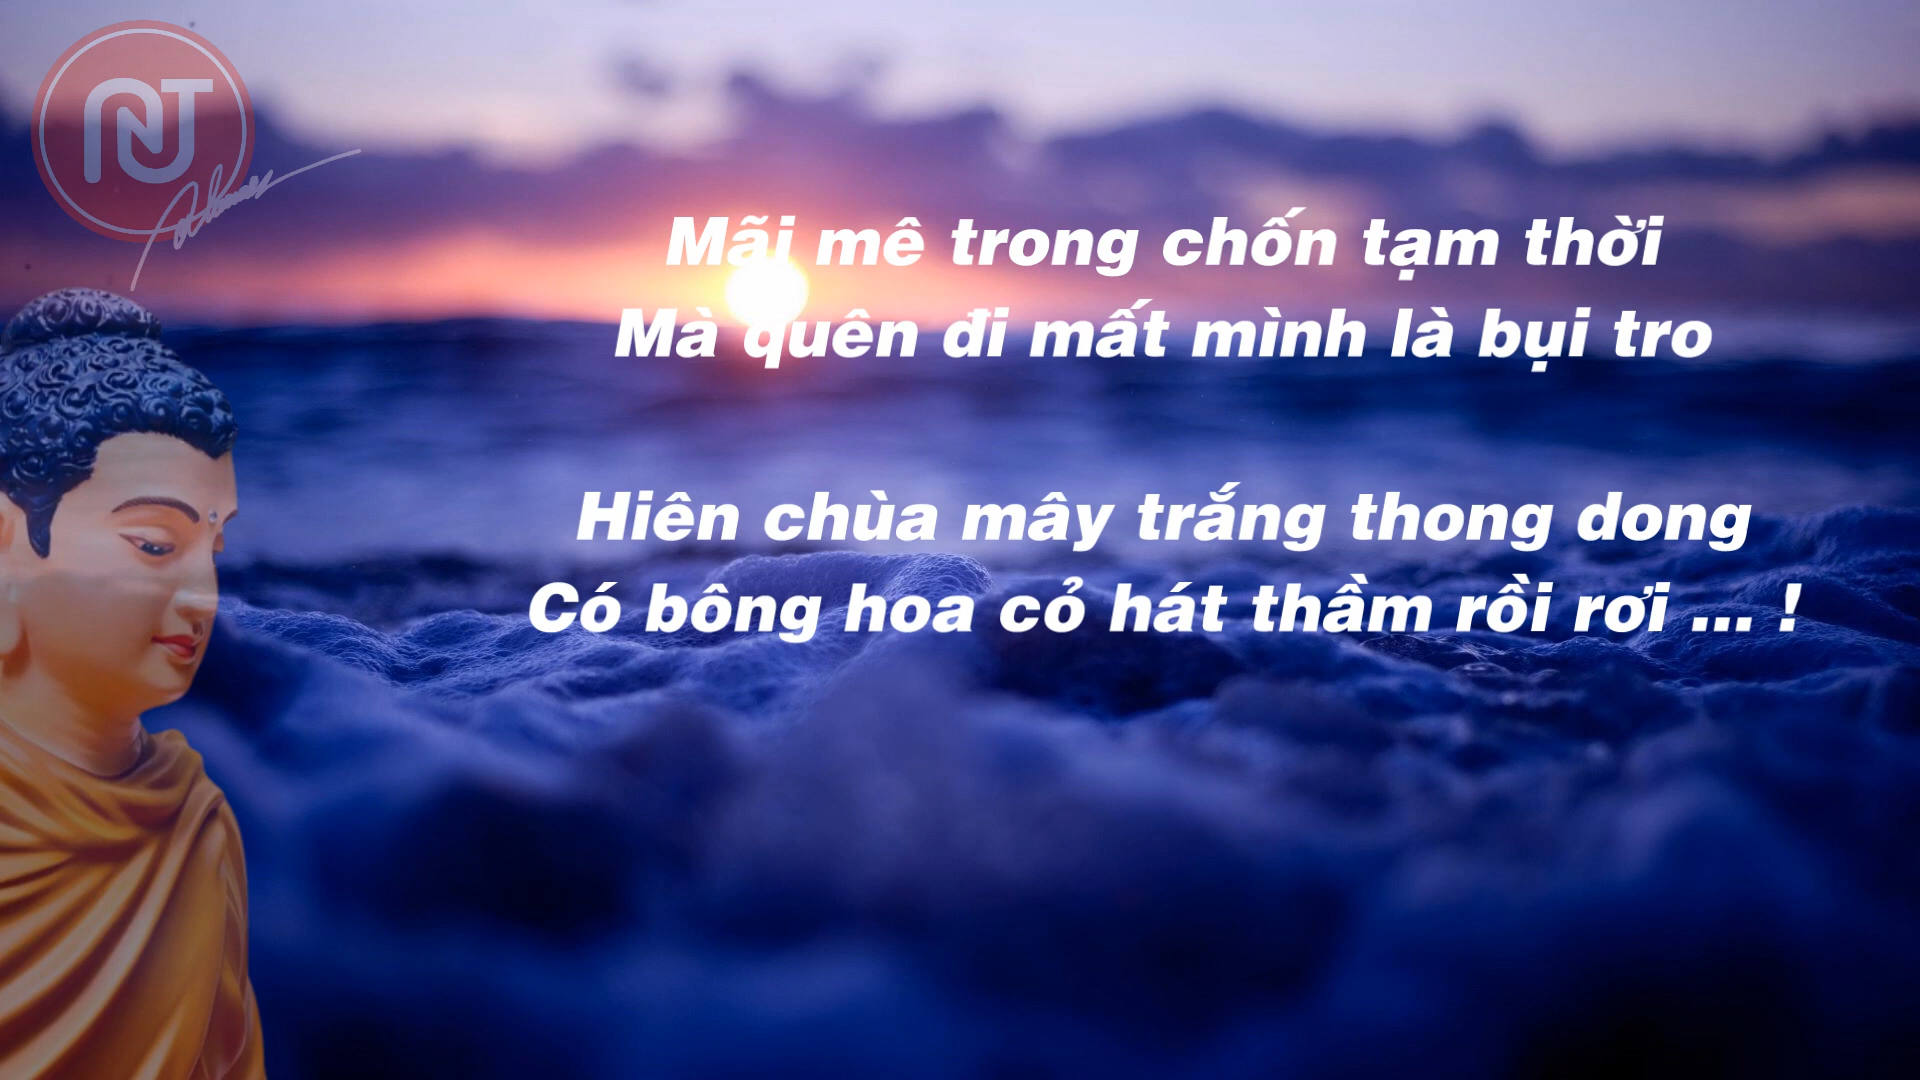 NT
Mãi mê trong chốn tạm thời
Mà quên đi mất mình là bụi tro
Hiên chùa mây trắng thong dong
Có bông hoa cỏ hát thầm rồi rơi ... !